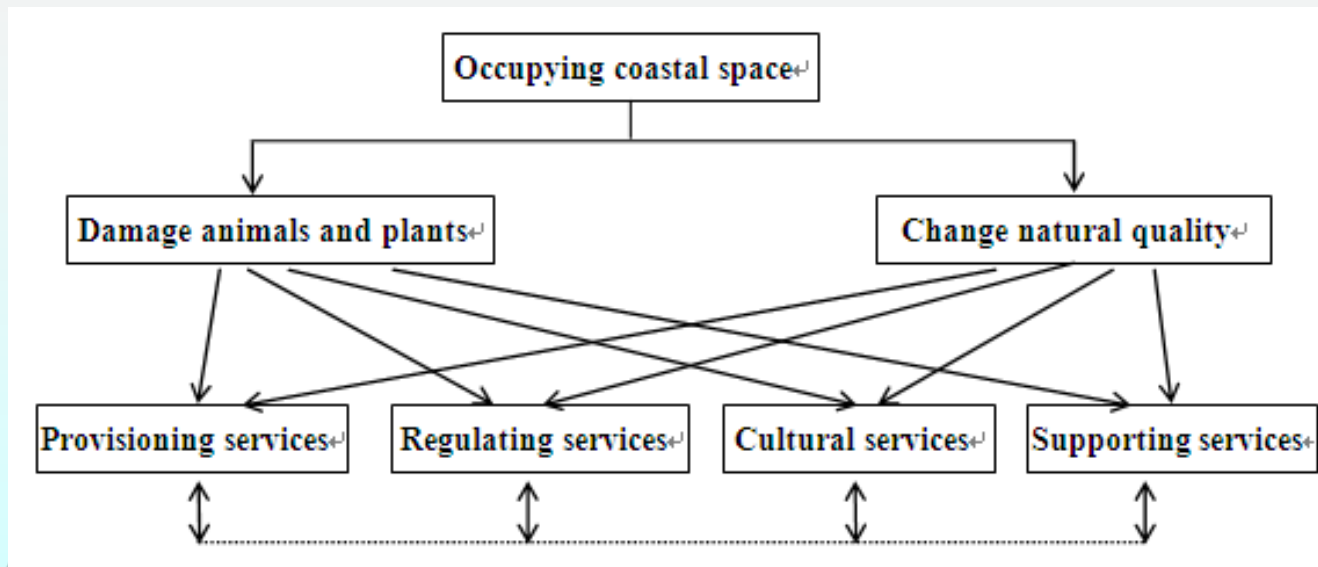 Occupying coastal space↵
Damage animals and plants↵
Change natural quality↵
Provisioning services↵
Regulating services↵
Cultural services↵
Supporting services↵